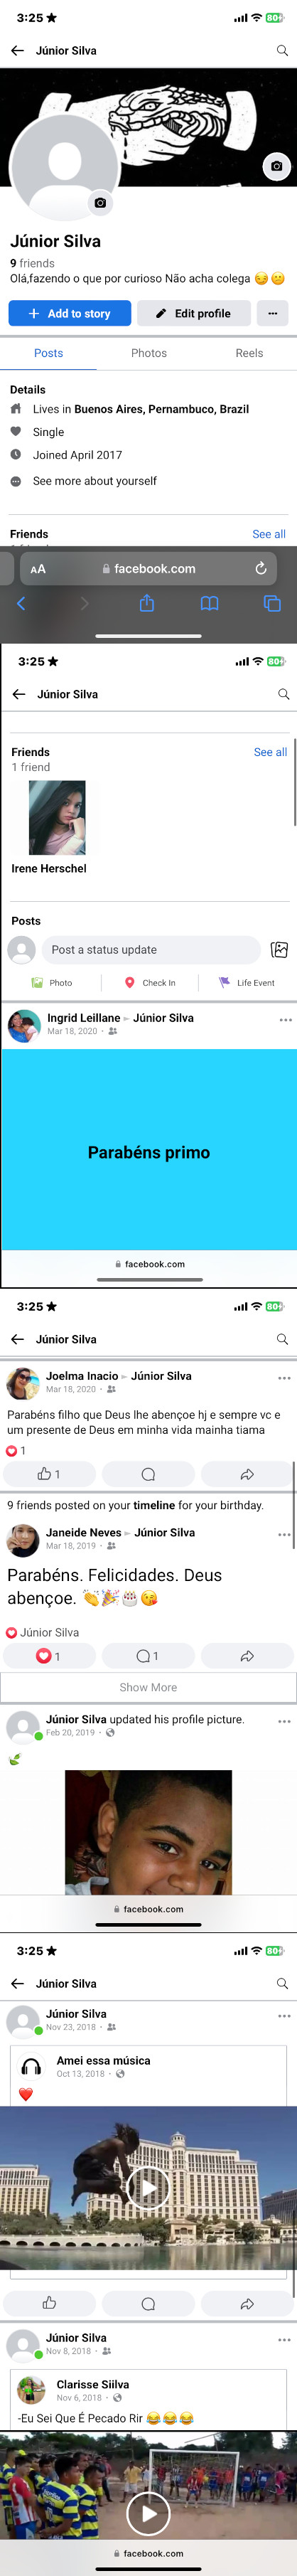 3:25 ★ 80
Júnior Silva
Júnior Silva
9 friends
Olá,fazendo o que por curioso Não acha colega 😏😕
Add to story
Edit profile
Posts Photos Reels
Details
Lives in Buenos Aires, Pernambuco, Brazil
Single
Joined April 2017
See more about yourself
Friends See all
AA facebook.com
3:25 ★ 80
Júnior Silva
Friends See all
1 friend
Irene Herschel
Posts
Post a status update
Photo Check In Life Event
Ingrid Leillane ▸ Júnior Silva
Mar 18, 2020
Parabéns primo
facebook.com
3:25 ★ 80
Júnior Silva
Joelma Inacio ▸ Júnior Silva
Mar 18, 2020
Parabéns filho que Deus lhe abençoe hj e sempre vc e
um presente de Deus em minha vida mainha tiama
1
1
9 friends posted on your timeline for your birthday.
Janeide Neves ▸ Júnior Silva
Mar 18, 2019
Parabéns. Felicidades. Deus
abençoe. 👏🎉🎂😘
Júnior Silva
1 1
Show More
Júnior Silva updated his profile picture.
Feb 20, 2019
🍃
facebook.com
3:25 ★ 80
Júnior Silva
Júnior Silva
Nov 23, 2018
Amei essa música
Oct 13, 2018
❤️
Júnior Silva
Nov 8, 2018
Clarisse Siilva
Nov 6, 2018
-Eu Sei Que É Pecado Rir 😂😂😂
facebook.com